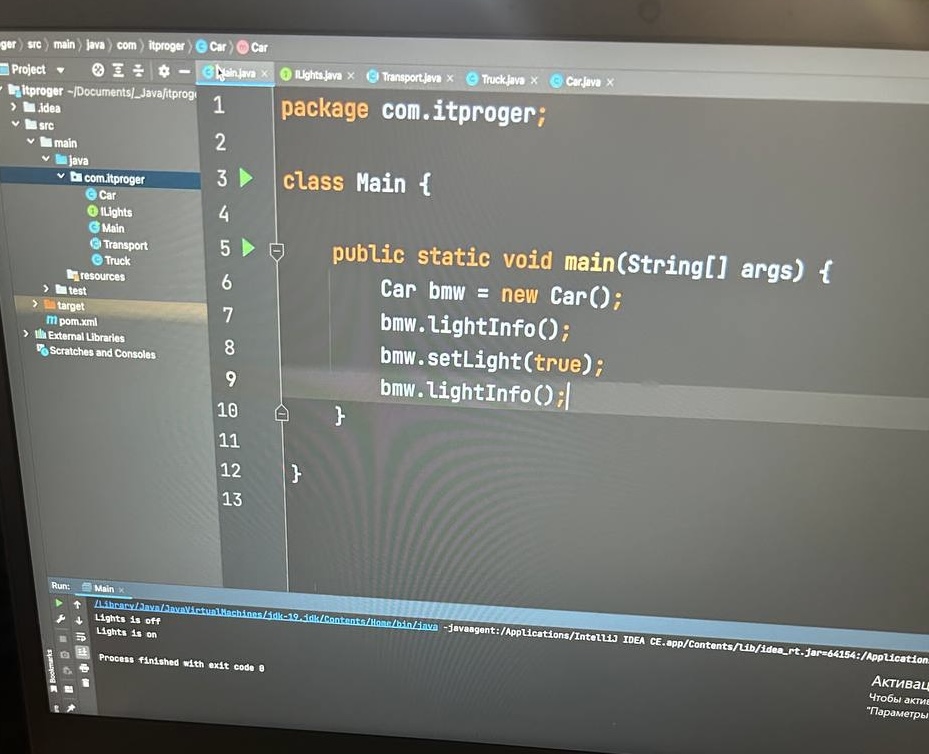 ger > src > main > java > com > itproger > Car > Car
Project
Main.java × ILights.java × Transport.java × Truck.java × Car.java ×
itproger ~/Documents/_Java/itprog
.idea
src
main
java
com.itproger
Car
ILights
Main
Transport
Truck
resources
test
target
pom.xml
External Libraries
Scratches and Consoles
1 package com.itproger;
2
3 class Main {
4
5 public static void main(String[] args) {
6 Car bmw = new Car();
7 bmw.lightInfo();
8 bmw.setLight(true);
9 bmw.lightInfo();
10 }
11
12 }
13
Run: Main ×
/Library/Java/JavaVirtualMachines/jdk-19.jdk/Contents/Home/bin/java -javaagent:/Applications/IntelliJ IDEA CE.app/Contents/lib/idea_rt.jar=64154:/Application
Lights is off
Lights is on
Process finished with exit code 0
Bookmarks
Активац
Чтобы акти
"Параметры